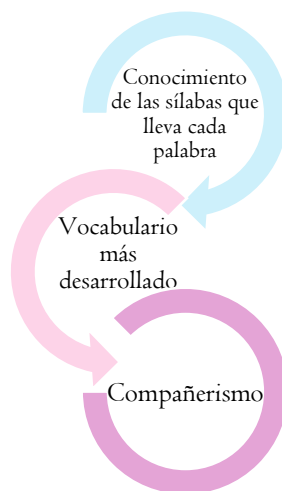 Conocimiento
de las sílabas que
lleva cada
palabra
Vocabulario
más
desarrollado
Compañerismo